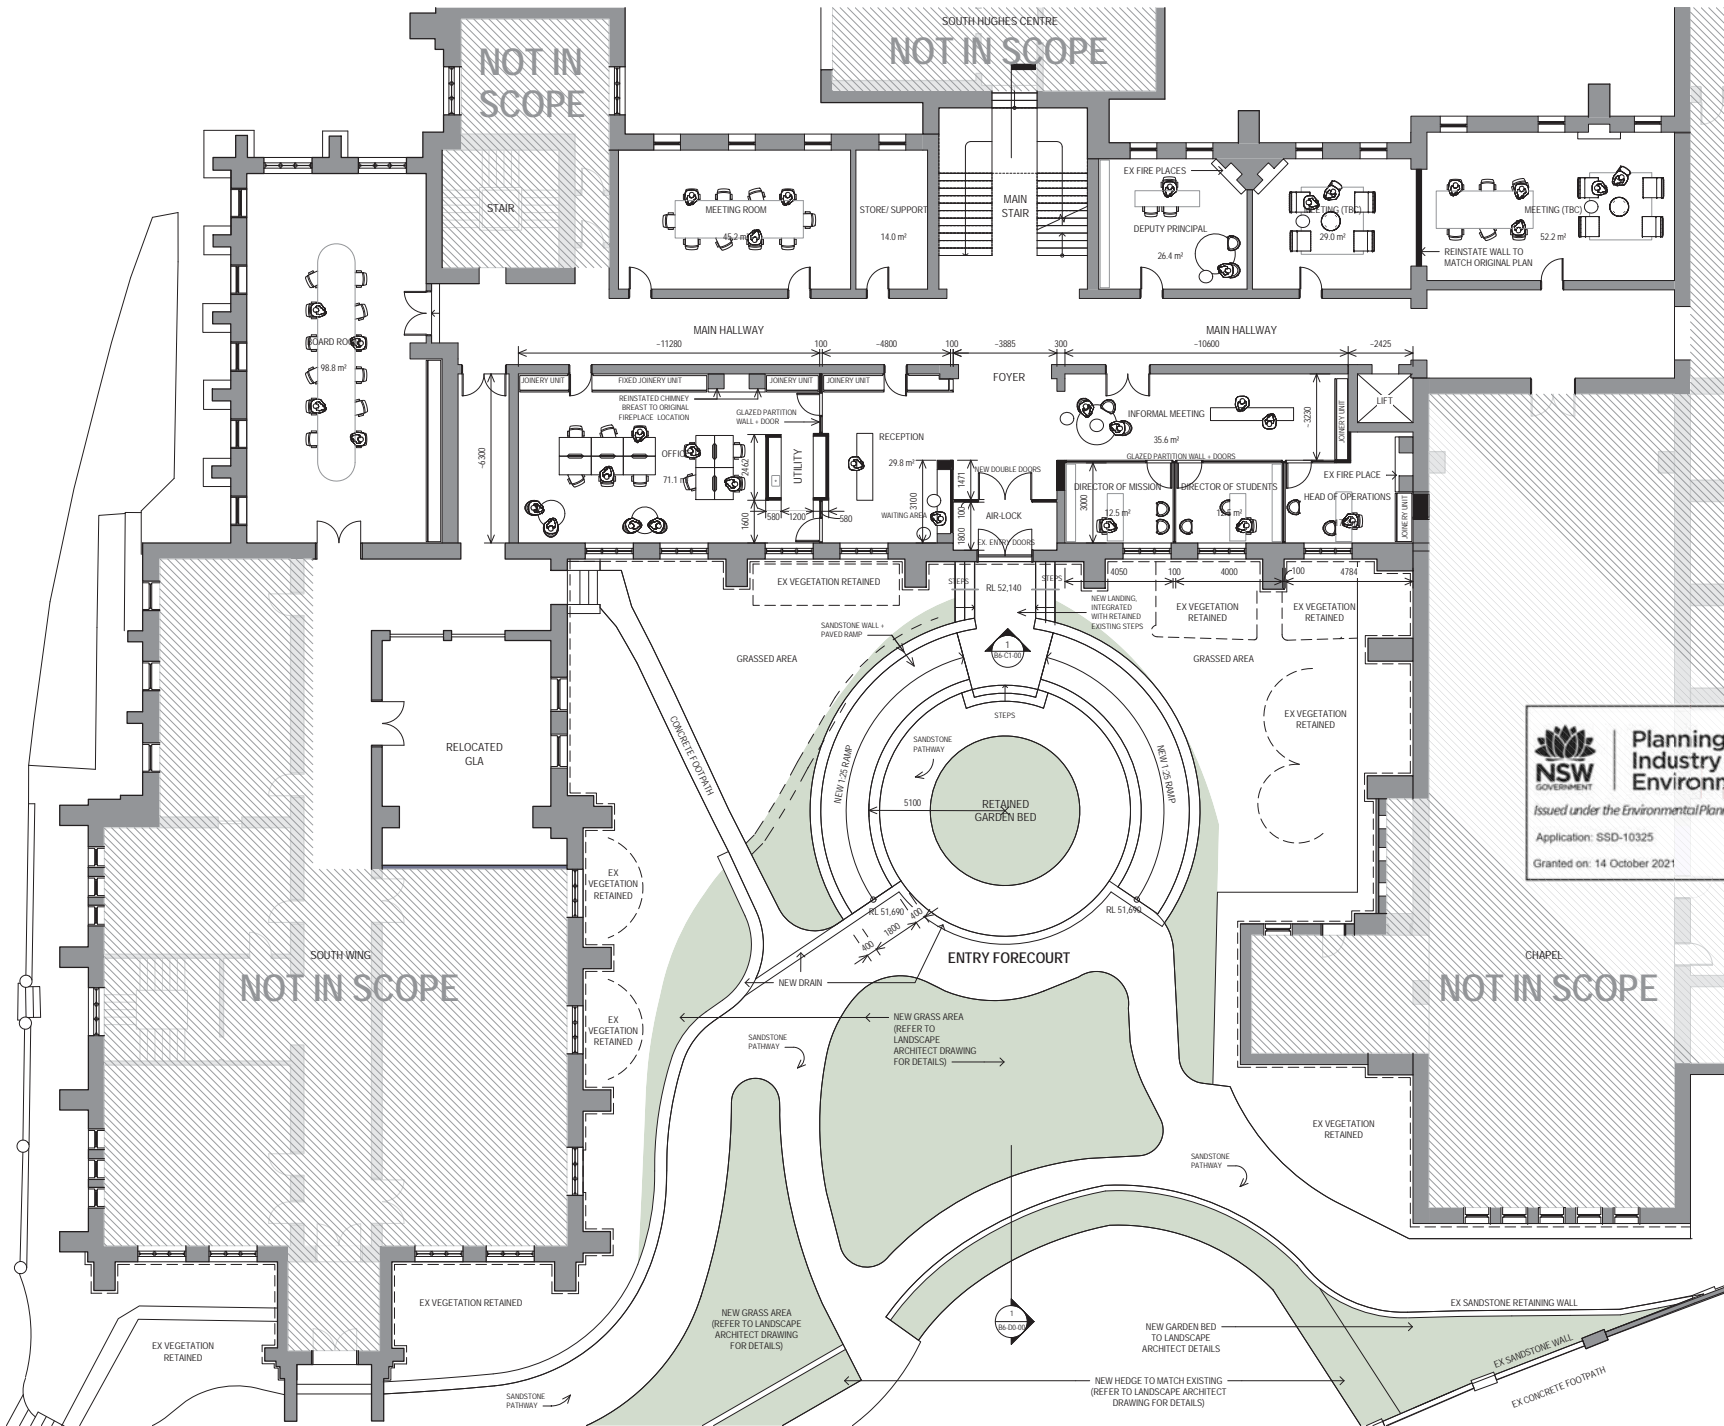 SOUTH HUGHES CENTRE
NOT IN SCOPE
NOT IN
SCOPE
STAIR
MEETING ROOM
45.2 m²
STORE/ SUPPORT
14.0 m²
MAIN
STAIR
EX FIRE PLACES
DEPUTY PRINCIPAL
26.4 m²
MEETING (TBC)
29.0 m²
MEETING (TBC)
52.2 m²
REINSTATE WALL TO
MATCH ORIGINAL PLAN
BOARD ROOM
98.8 m²
MAIN HALLWAY
MAIN HALLWAY
~11280
100
~4800
100
~3885
300
~10600
~2425
FOYER
JOINERY UNIT
FIXED JOINERY UNIT
JOINERY UNIT
JOINERY UNIT
REINSTATED CHIMNEY
BREAST TO ORIGINAL
FIREPLACE LOCATION
GLAZED PARTITION
WALL + DOOR
~6300
OFFICE
71.1 m
2462
UTILITY
1600
580
1200
580
RECEPTION
29.8 m²
3100
WAITING AREA
1471
100
1800
NEW DOUBLE DOORS
AIR-LOCK
EX. ENTRY DOORS
INFORMAL MEETING
35.6 m²
~3230
JOINERY UNIT
LIFT
GLAZED PARTITION WALL + DOORS
EX FIRE PLACE
3000
DIRECTOR OF MISSION
12.5 m²
DIRECTOR OF STUDENTS
HEAD OF OPERATIONS
JOINERY UNIT
4050
100
4000
100
4784
EX VEGETATION RETAINED
STEPS
RL 52,140
STEPS
NEW LANDING,
INTEGRATED
WITH RETAINED
EXISTING STEPS
EX VEGETATION
RETAINED
EX VEGETATION
RETAINED
SANDSTONE WALL +
PAVED RAMP
GRASSED AREA
1
B6-C1-00
GRASSED AREA
CONCRETE FOOTPATH
STEPS
EX VEGETATION
RETAINED
RELOCATED
GLA
SANDSTONE
PATHWAY
NEW 1:25 RAMP
NEW 1:25 RAMP
5100
RETAINED
GARDEN BED
NSW
GOVERNMENT
Planning
Industry
Environ
Issued under the Environmental Plan
Application: SSD-10325
Granted on: 14 October 2021
EX
VEGETATION
RETAINED
RL 51,690
RL 51,690
400
1800
400
SOUTH WING
NOT IN SCOPE
ENTRY FORECOURT
CHAPEL
NOT IN SCOPE
NEW DRAIN
EX
VEGETATION
RETAINED
NEW GRASS AREA
(REFER TO
LANDSCAPE
ARCHITECT DRAWING
FOR DETAILS)
SANDSTONE
PATHWAY
EX VEGETATION
RETAINED
SANDSTONE
PATHWAY
EX VEGETATION RETAINED
EX VEGETATION
RETAINED
NEW GRASS AREA
(REFER TO LANDSCAPE
ARCHITECT DRAWING
FOR DETAILS)
1
B6-D0-00
EX SANDSTONE RETAINING WALL
NEW GARDEN BED
TO LANDSCAPE
ARCHITECT DETAILS
EX SANDSTONE WALL
EX CONCRETE FOOTPATH
NEW HEDGE TO MATCH EXISTING
(REFER TO LANDSCAPE ARCHITECT
DRAWING FOR DETAILS)
SANDSTONE
PATHWAY